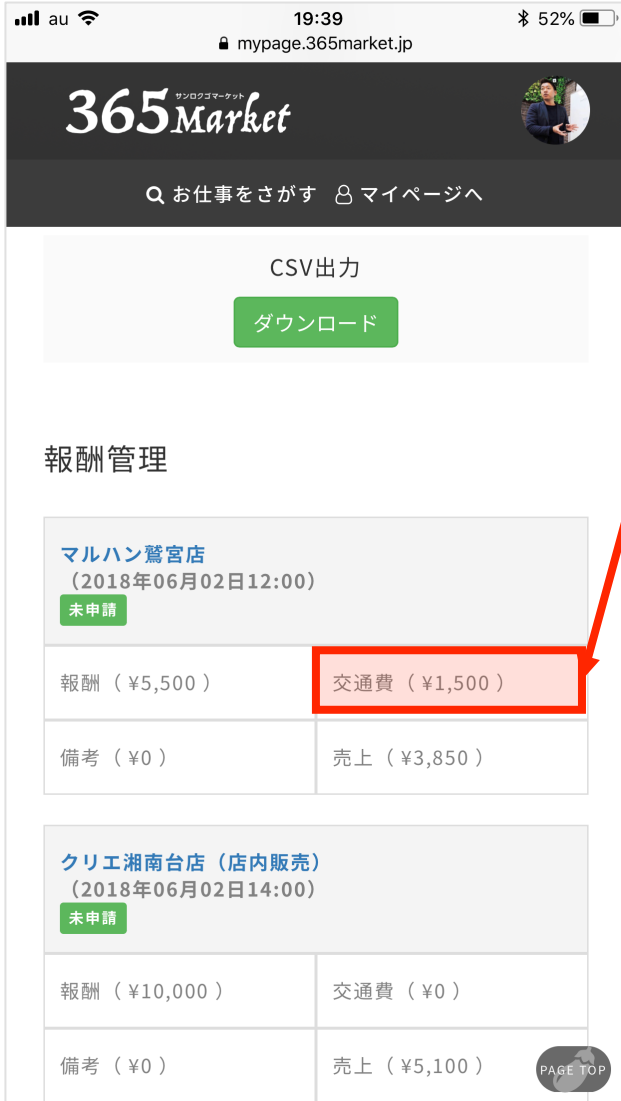 au 19:39 52%
mypage.365market.jp
サンロクゴマーケット
365Market
お仕事をさがす マイページへ
CSV出力
ダウンロード
報酬管理
マルハン鷲宮店
（2018年06月02日12:00）
未申請
報酬（ ¥5,500 ） 交通費（ ¥1,500 ）
備考（ ¥0 ） 売上（ ¥3,850 ）
クリエ湘南台店（店内販売）
（2018年06月02日14:00）
未申請
報酬（ ¥10,000 ） 交通費（ ¥0 ）
備考（ ¥0 ） 売上（ ¥5,100 ）
PAGE TOP